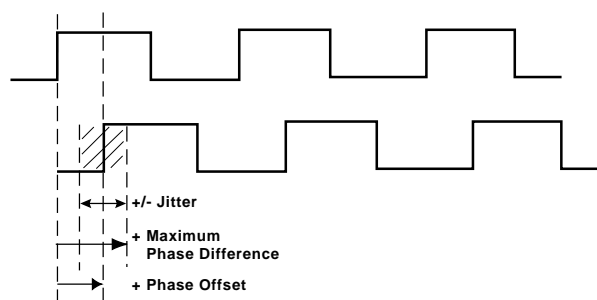 +/- Jitter
+ Maximum
Phase Difference
+ Phase Offset